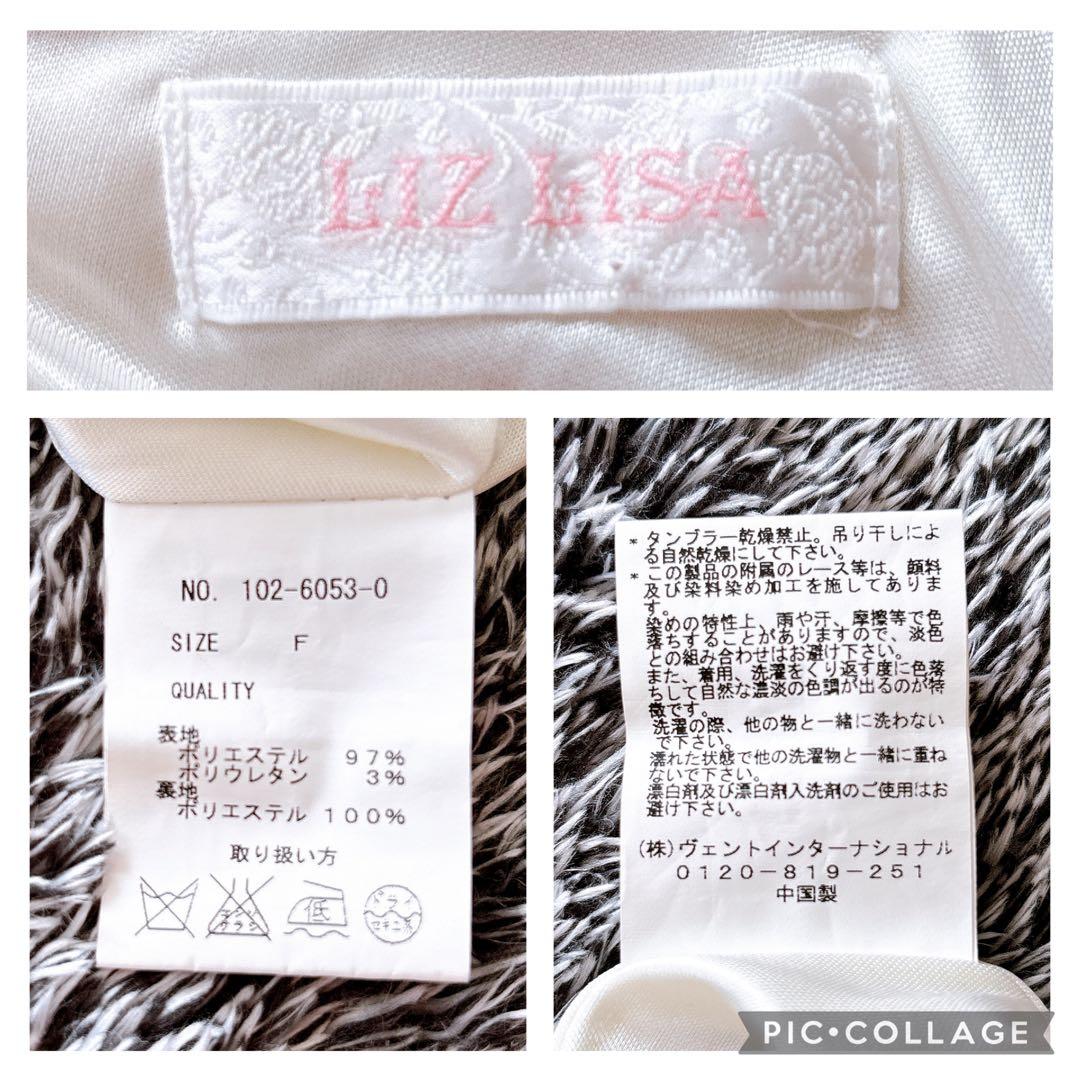 LIZ LISA
NO. 102-6053-0
SIZE F
QUALITY
表地
ポリエステル 97%
ポリウレタン 3%
裏地
ポリエステル 100%
取り扱い方
エンソサラシ
低
ドライ
セキユ系
* タンブラー乾燥禁止。吊り干しによ
る自然乾燥にして下さい。
* この製品の附属のレース等は、顔料
及び染料染め加工を施してありま
す。
染めの特性上、雨や汗、摩擦等で色
落ちすることがありますので、淡色
との組み合わせはお避け下さい。
また、着用、洗濯をくり返す度に色落
ちして自然な濃淡の色調が出るのが特
徴です。
洗濯の際、他の物と一緒に洗わない
で下さい。
濡れた状態で他の洗濯物と一緒に重ね
ないで下さい。
漂白剤及び漂白剤入洗剤のご使用はお
避け下さい。
(株)ヴェントインターナショナル
0120-819-251
中国製
PIC•COLLAGE